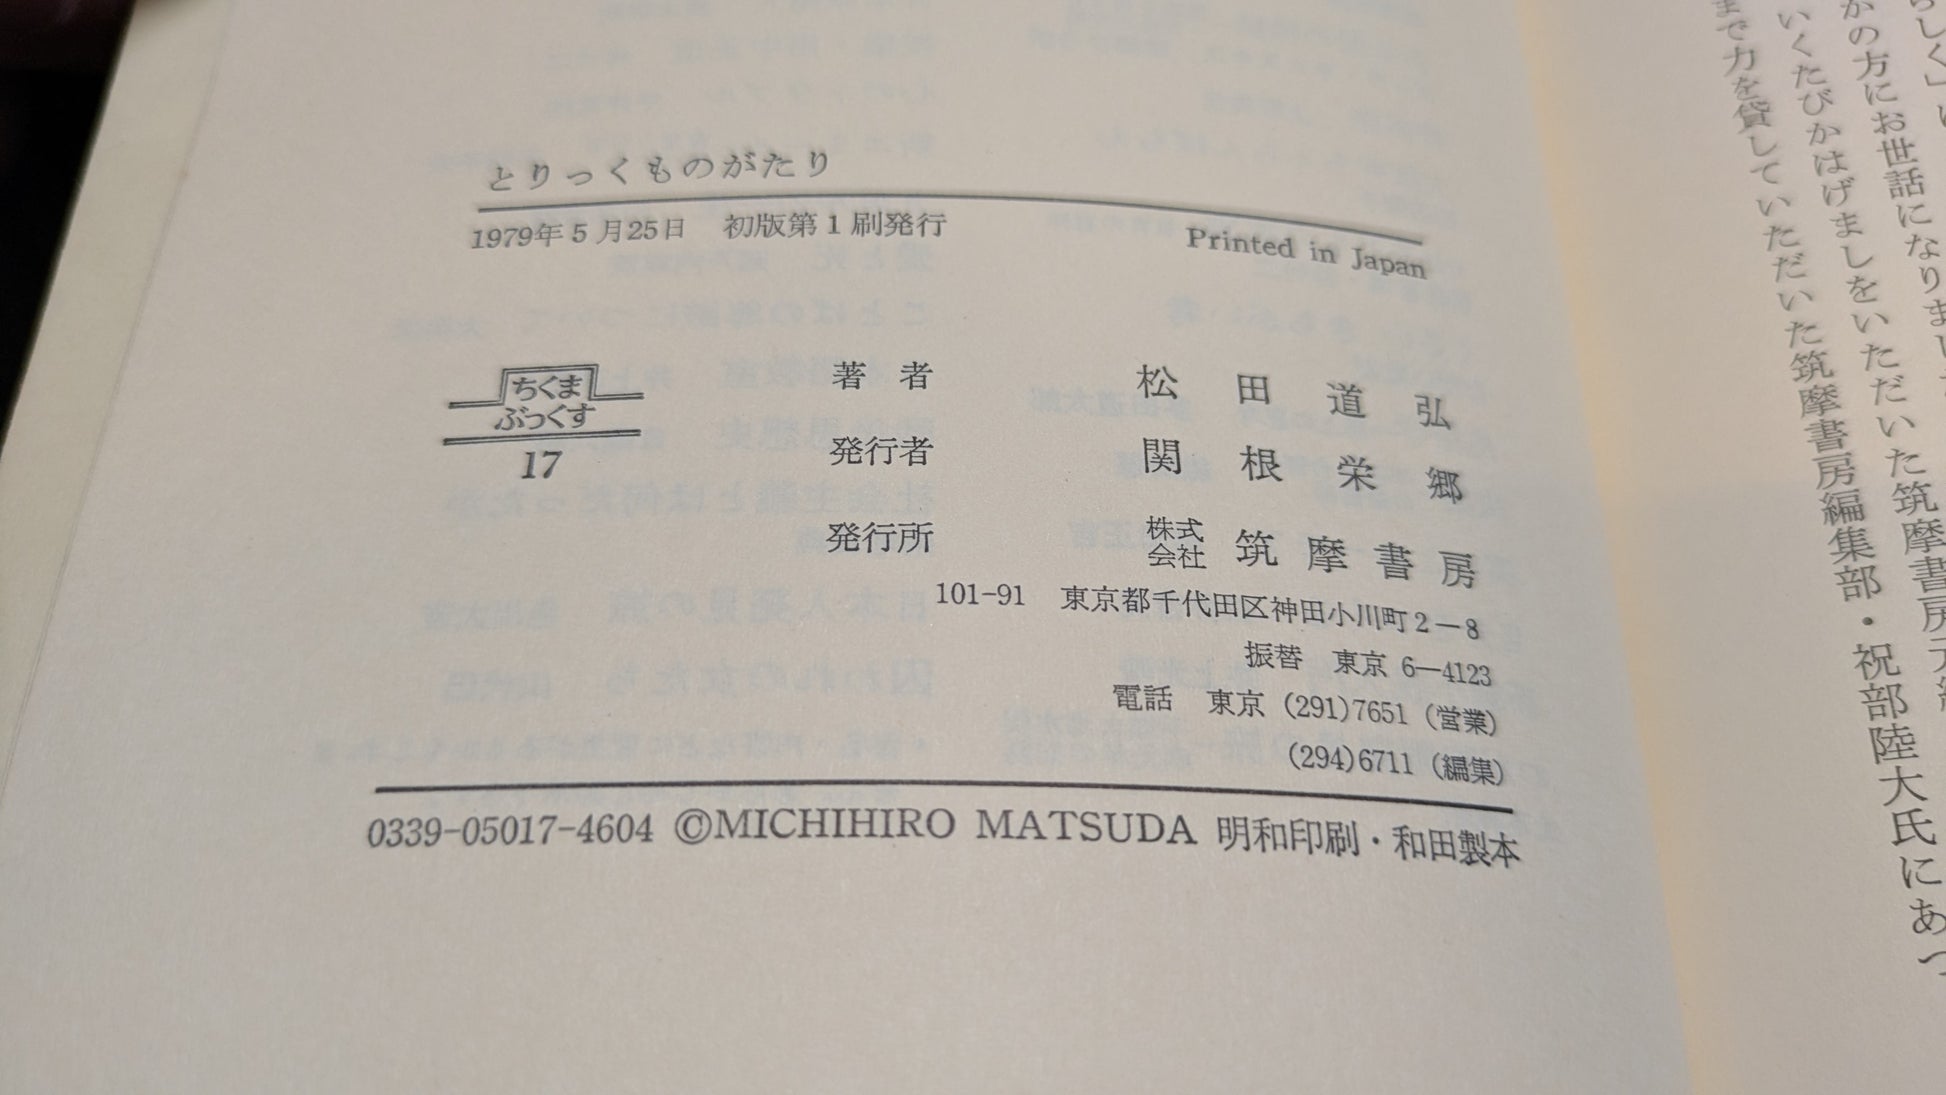 とりっくものがたり
1979年5月25日　初版第1刷発行
Printed in Japan
ちくま
ぶっくす
17
著　者　松田道弘
発行者　関根栄郷
発行所　株式会社　筑摩書房
101-91　東京都千代田区神田小川町2—8
振替　東京 6—4123
電話　東京 (291)7651 (営業)
(294)6711 (編集)
0339-05017-4604 ©MICHIHIRO MATSUDA 明和印刷・和田製本
らしく」
かの方にお世話になりまし
いくたびかはげましをいただいた筑摩書房
まで力を貸していただいた筑摩書房編集部・祝部陸大氏にあつ